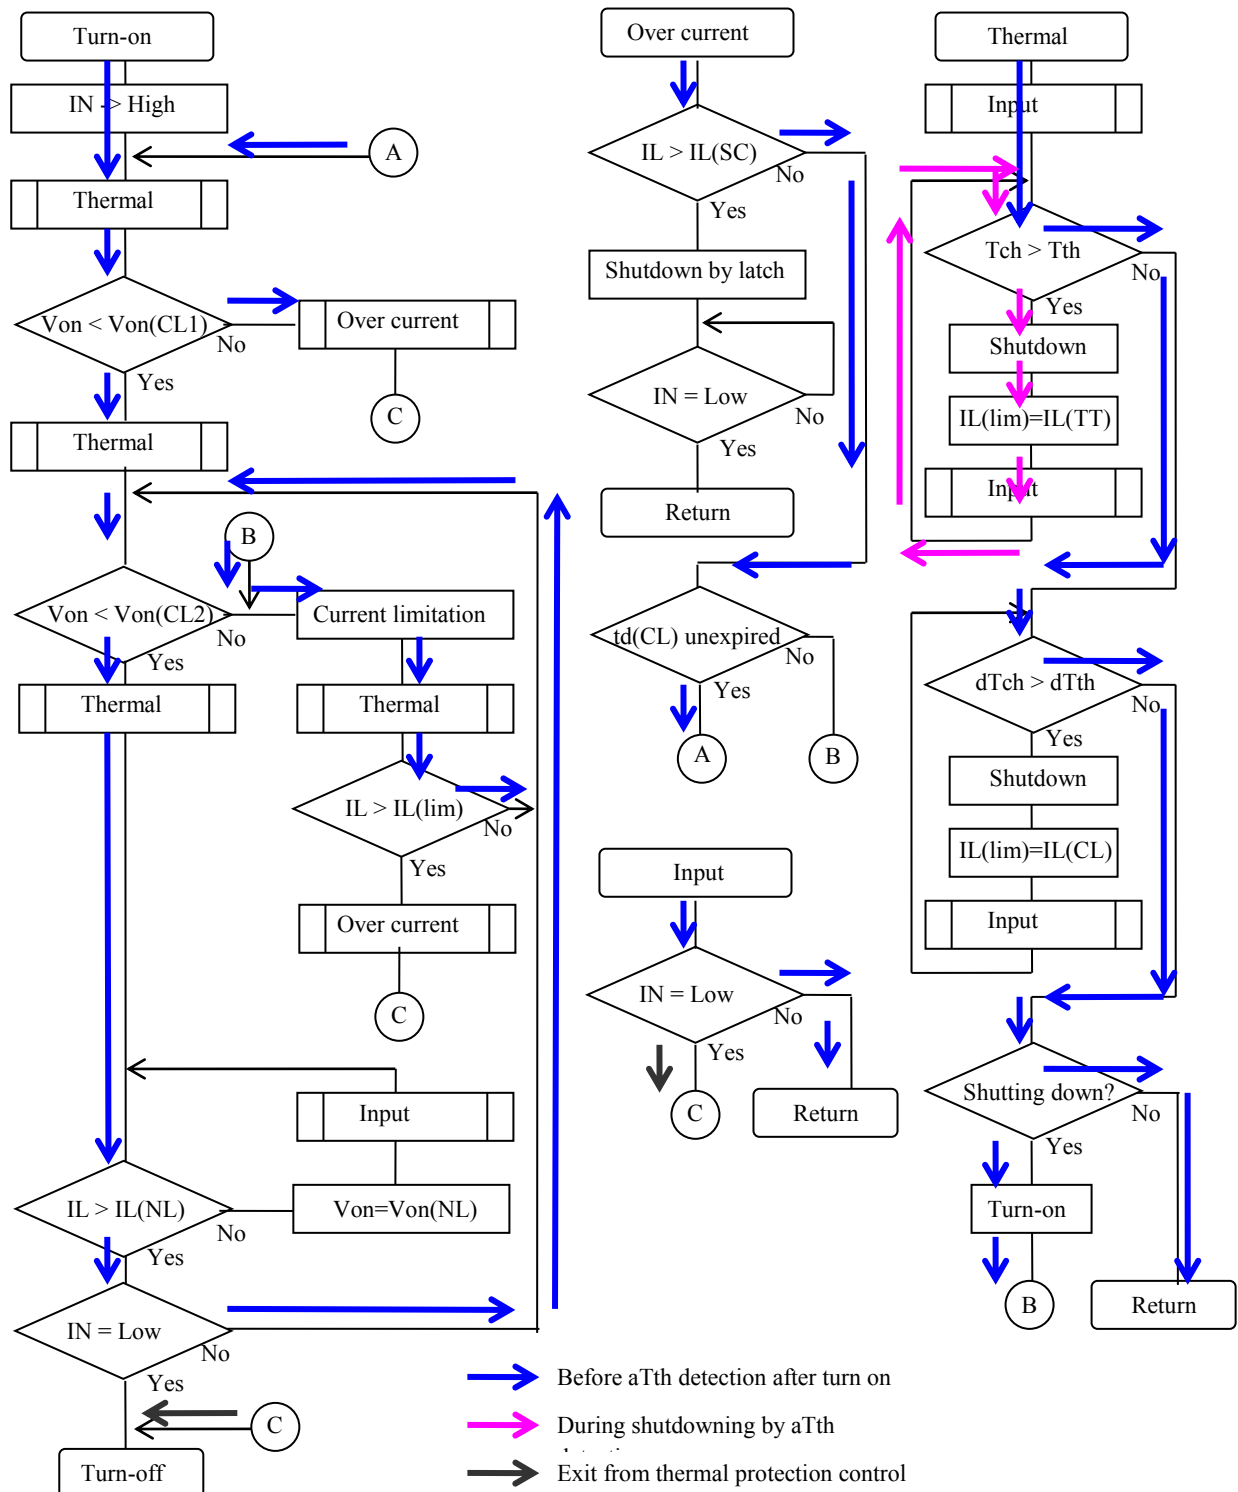 Turn-on
IN -> High
A
Thermal
Von < Von(CL1)
No
Yes
Over current
C
Thermal
B
Von < Von(CL2)
No
Yes
Current limitation
Thermal
Thermal
IL > IL(lim)
No
Yes
Over current
C
Input
IL > IL(NL)
No
Yes
Von=Von(NL)
IN = Low
No
Yes
C
Turn-off
Over current
IL > IL(SC)
No
Yes
Shutdown by latch
IN = Low
No
Yes
Return
td(CL) unexpired
No
Yes
A
B
Input
IN = Low
No
Yes
C
Return
Thermal
Input
Tch > Tth
No
Yes
Shutdown
IL(lim)=IL(TT)
Input
dTch > dTth
No
Yes
Shutdown
IL(lim)=IL(CL)
Input
Shutting down?
No
Yes
Turn-on
B
Return
Before aTth detection after turn on
During shutdowning by aTth
Exit from thermal protection control